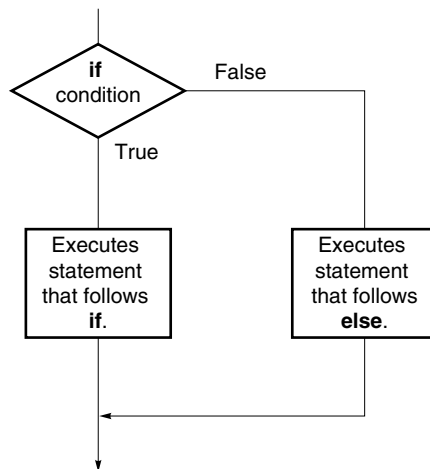 if
condition
False
True
Executes
statement
that follows
if.
Executes
statement
that follows
else.